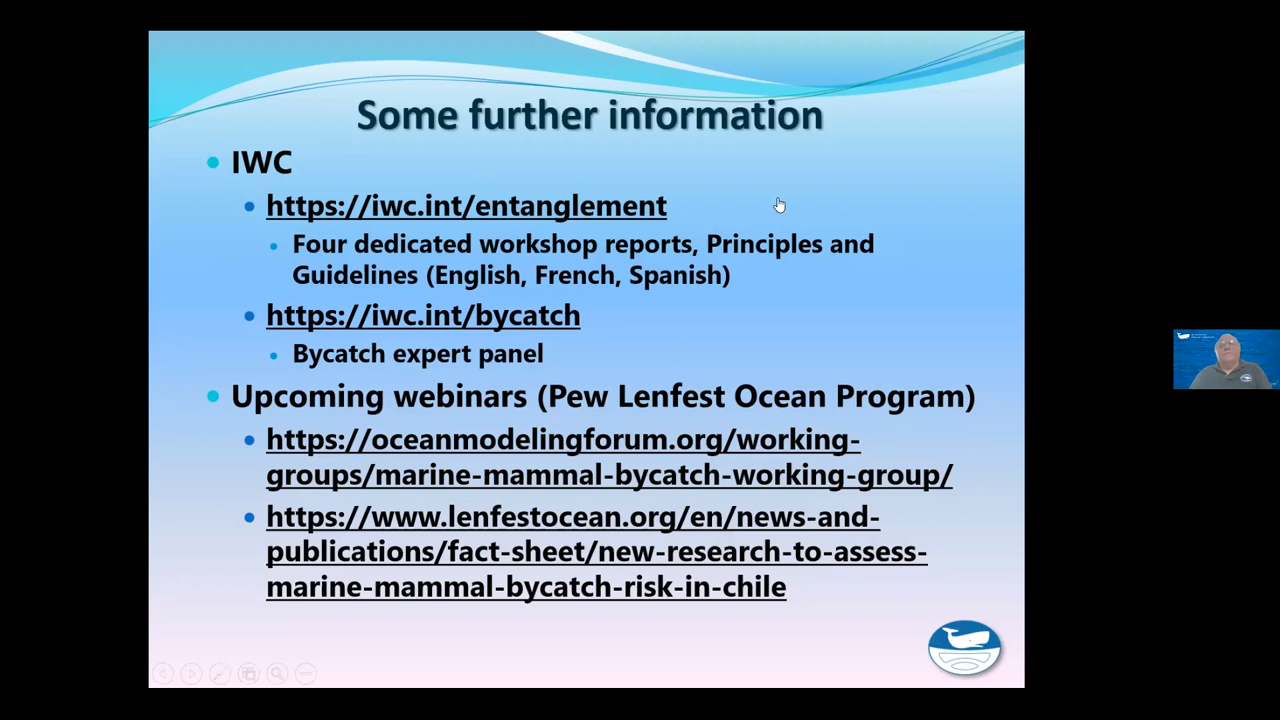 Some further information
IWC
https://iwc.int/entanglement
Four dedicated workshop reports, Principles and
Guidelines (English, French, Spanish)
https://iwc.int/bycatch
Bycatch expert panel
Upcoming webinars (Pew Lenfest Ocean Program)
https://oceanmodelingforum.org/working-
groups/marine-mammal-bycatch-working-group/
https://www.lenfestocean.org/en/news-and-
publications/fact-sheet/new-research-to-assess-
marine-mammal-bycatch-risk-in-chile